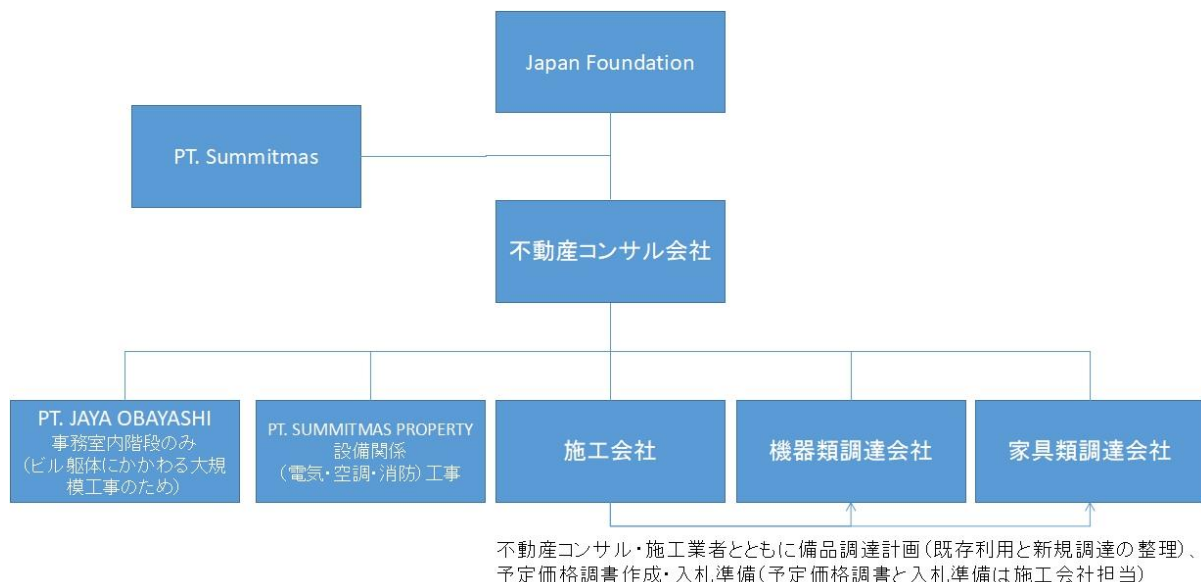 Japan Foundation
PT. Summitmas
不動産コンサル会社
PT. JAYA OBAYASHI
事務室内階段のみ
(ビル躯体にかかわる大規
模工事のため)
PT. SUMMITMAS PROPERTY
設備関係
(電気・空調・消防)工事
施工会社
機器類調達会社
家具類調達会社
不動産コンサル・施工業者とともに備品調達計画(既存利用と新規調達の整理)、
予定価格調書作成・入札準備(予定価格調書と入札準備は施工会社担当)